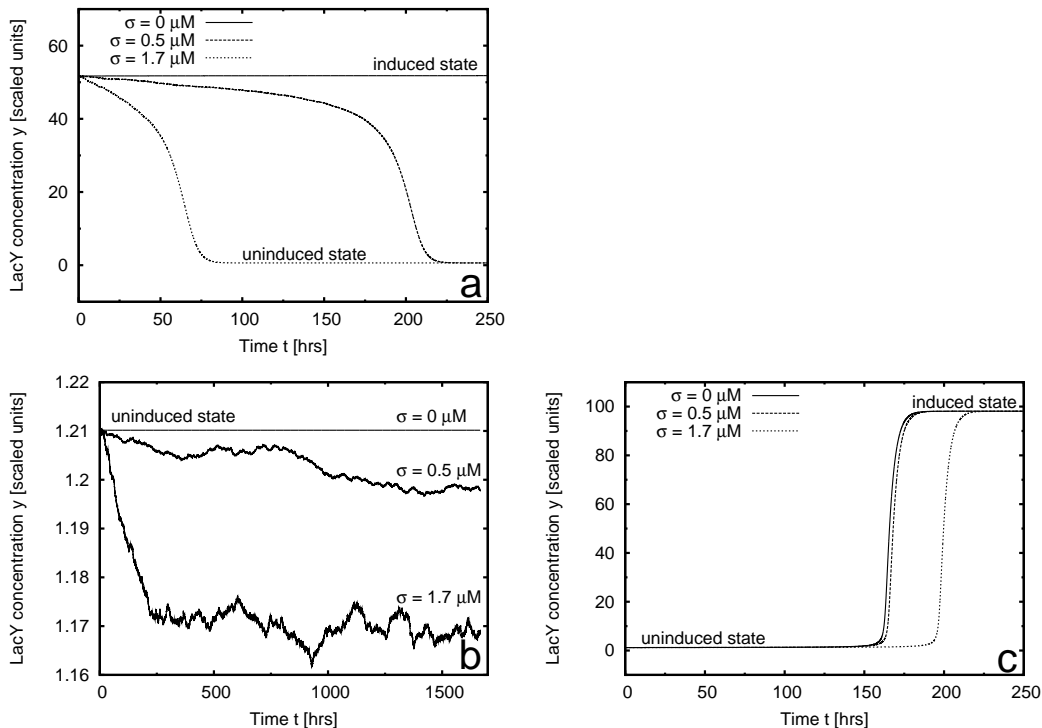 σ = 0 μM
σ = 0.5 μM
σ = 1.7 μM
induced state
uninduced state
a
60
40
20
0
0
50
100
150
200
250
Time t [hrs]
LacY concentration y [scaled units]
1.22
1.21
1.2
1.19
1.18
1.17
1.16
uninduced state
σ = 0 μM
σ = 0.5 μM
σ = 1.7 μM
b
0
500
1000
1500
Time t [hrs]
LacY concentration y [scaled units]
σ = 0 μM
σ = 0.5 μM
σ = 1.7 μM
induced state
uninduced state
c
100
80
60
40
20
0
0
50
100
150
200
250
Time t [hrs]
LacY concentration y [scaled units]